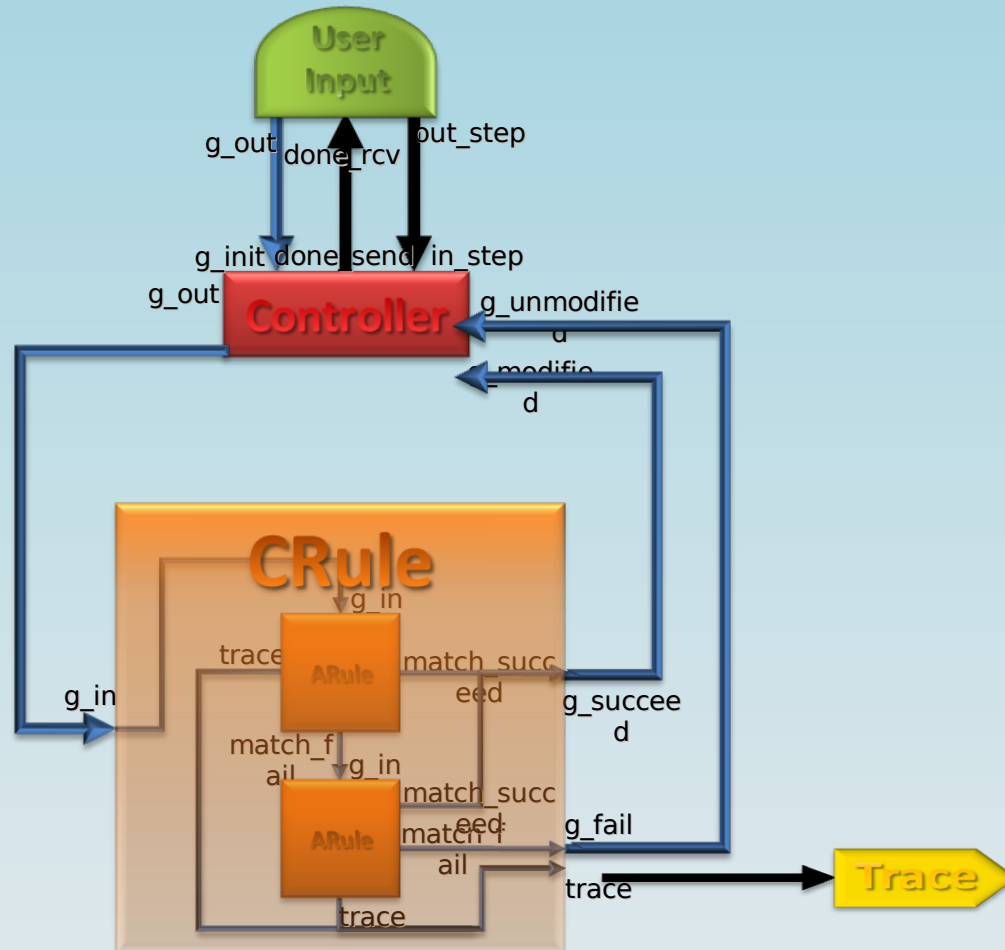 User
Input
g_out
done_rcv
out_step
g_init
done_send
in_step
g_out
Controller
g_unmodifie
d
g_modifie
d
CRule
g_in
trace
ARule
match_succ
eed
g_in
g_succee
d
match_f
ail
g_in
match_succ
eed
ARule
match_f
ail
g_fail
trace
trace
Trace